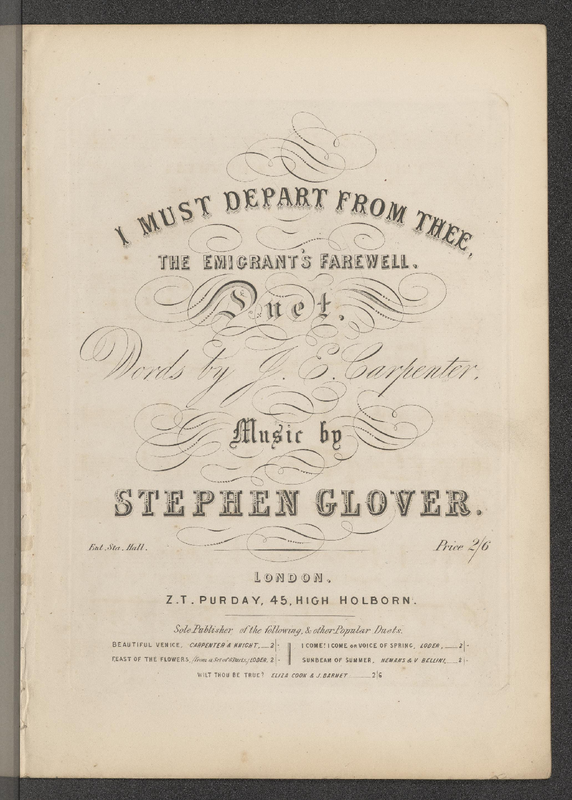 I MUST DEPART FROM THEE,
THE EMIGRANT'S FAREWELL.
Duet.
Words by J. E. Carpenter.
Music by
STEPHEN GLOVER.
Ent. Sta. Hall.
Price 2/6
LONDON.
Z.T. PURDAY, 45, HIGH HOLBORN.
Sole Publisher of the following, & other Popular Duets.
BEAUTIFUL VENICE, CARPENTER & KNIGHT, 2/-
FEAST OF THE FLOWERS, (from a Set of 6 Duets,) LODER, 2/-
I COME! I COME OR VOICE OF SPRING, LODER, 2/-
SUNBEAM OF SUMMER, HEMANS & V BELLINI, 2/-
WILT THOU BE TRUE? ELIZA COOK & J. BARNET 2/6